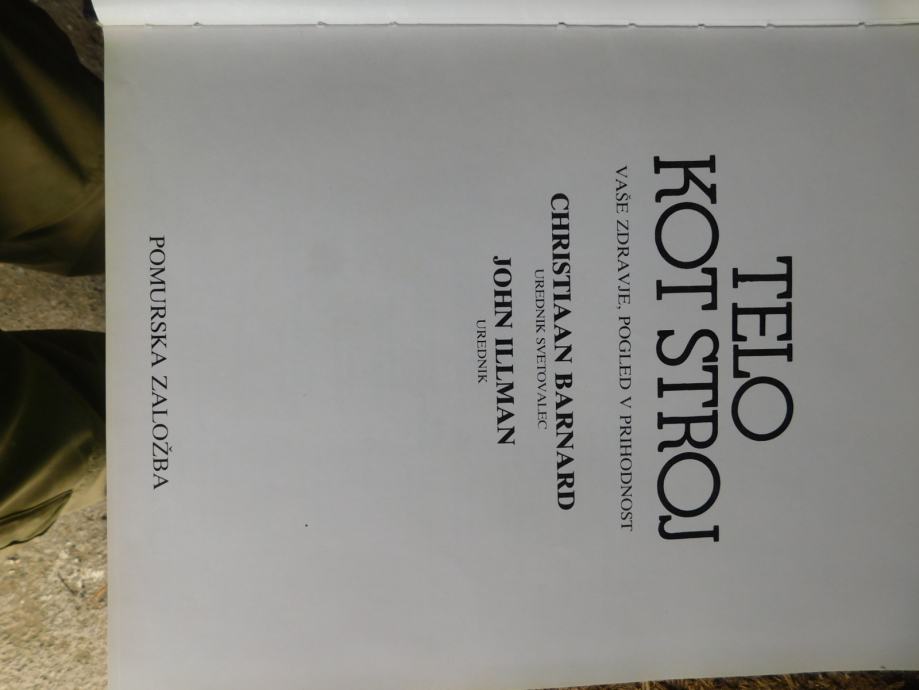 TELO
KOT STROJ
VAŠE ZDRAVJE, POGLED V PRIHODNOST
CHRISTIAAN BARNARD
UREDNIK SVETOVALEC
JOHN ILLMAN
UREDNIK
POMURSKA ZALOŽBA